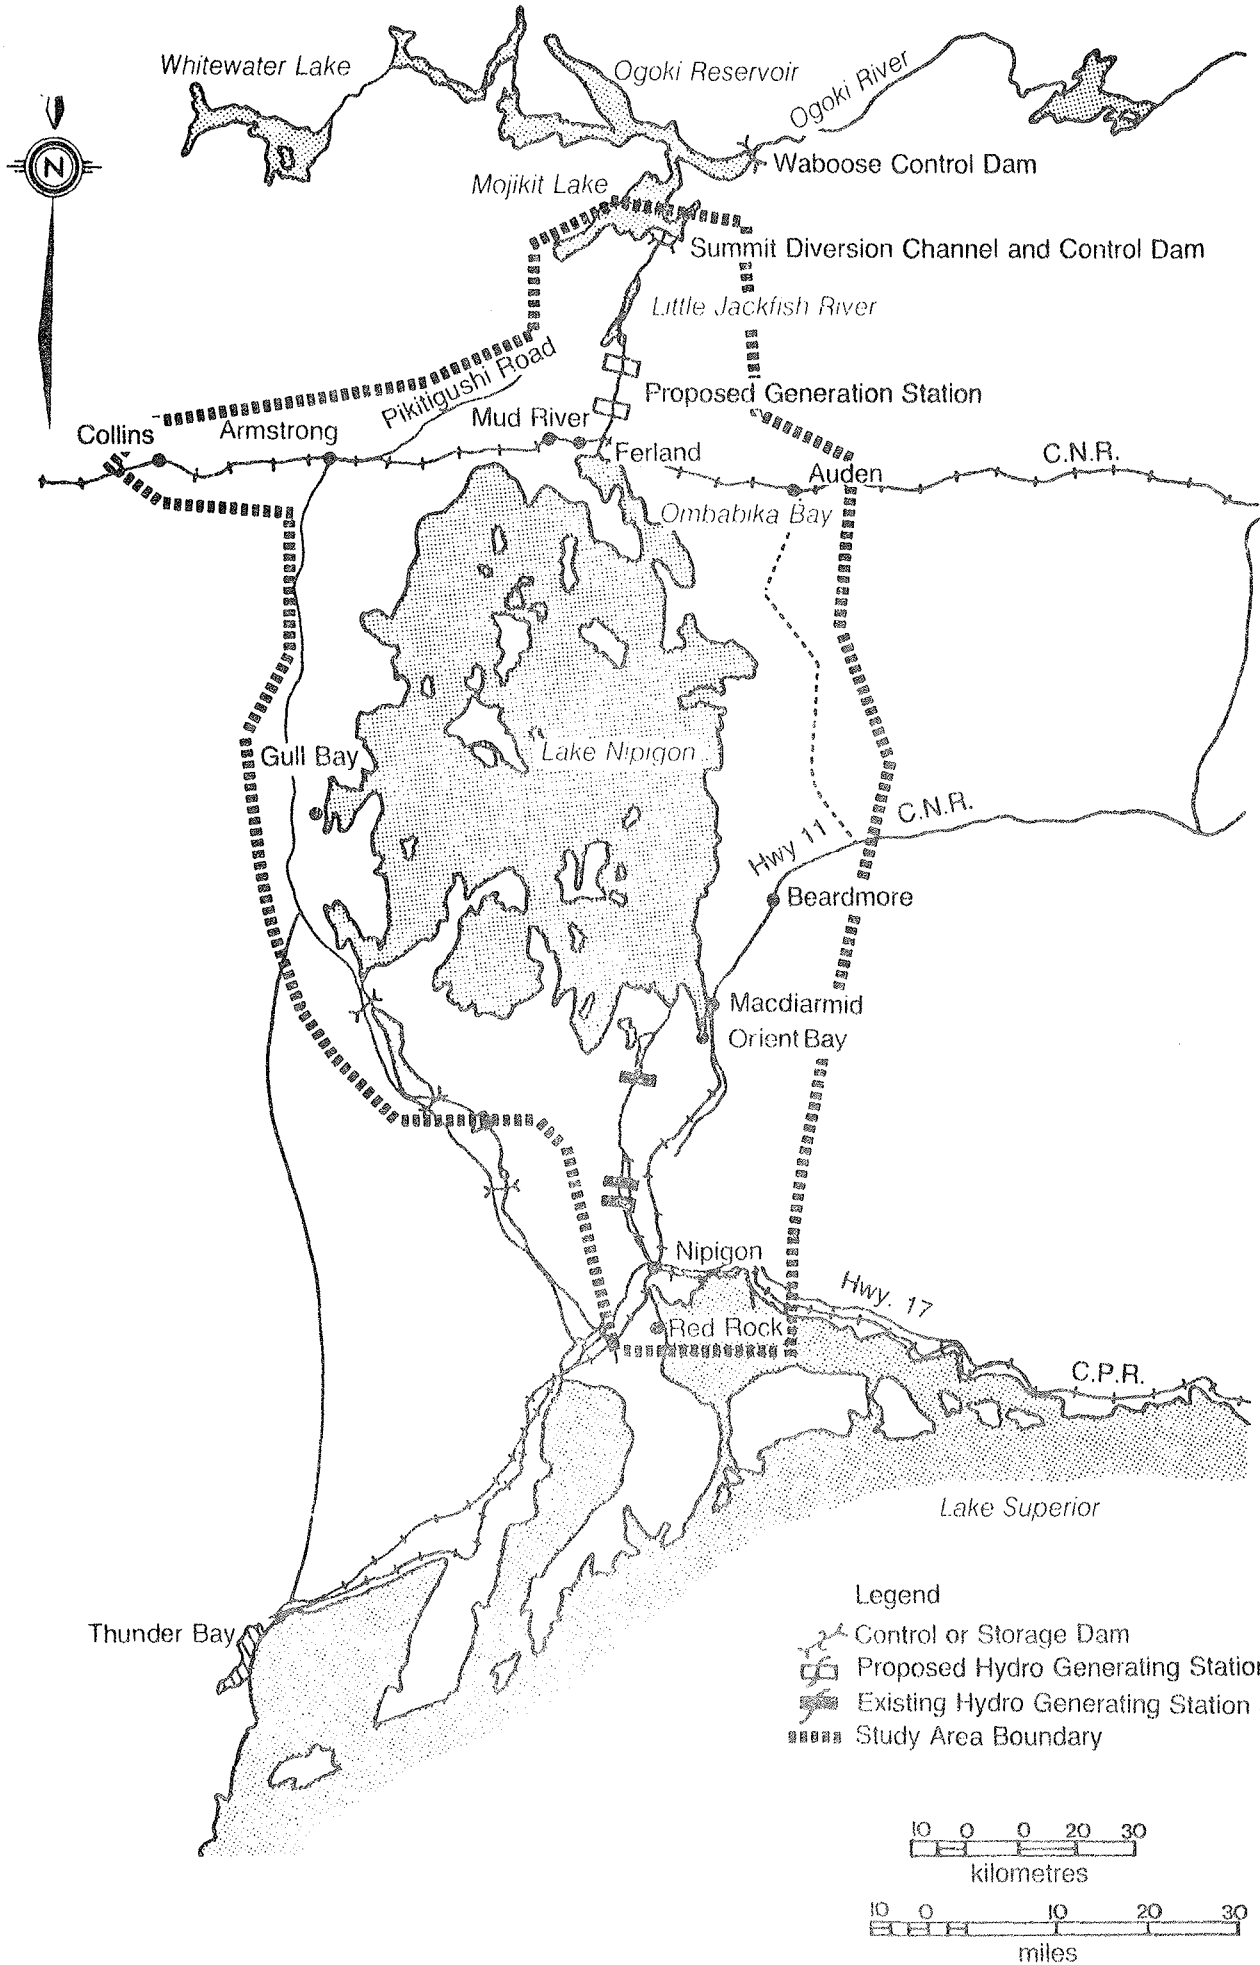 Whitewater Lake
Ogoki Reservoir
Ogoki River
N
Waboose Control Dam
Mojikit Lake
Summit Diversion Channel and Control Dam
Little Jackfish River
Pikitigushi Road
Proposed Generation Station
Collins
Armstrong
Mud River
Ferland
C.N.R.
Auden
Ombabika Bay
Gull Bay
Lake Nipigon
C.N.R.
Hwy 11
Beardmore
Macdiarmid
Orient Bay
Nipigon
Hwy. 17
Red Rock
C.P.R.
Lake Superior
Thunder Bay
Legend
Control or Storage Dam
Proposed Hydro Generating Station
Existing Hydro Generating Station
Study Area Boundary
10 0 0 20 30
kilometres
10 0 10 20 30
miles